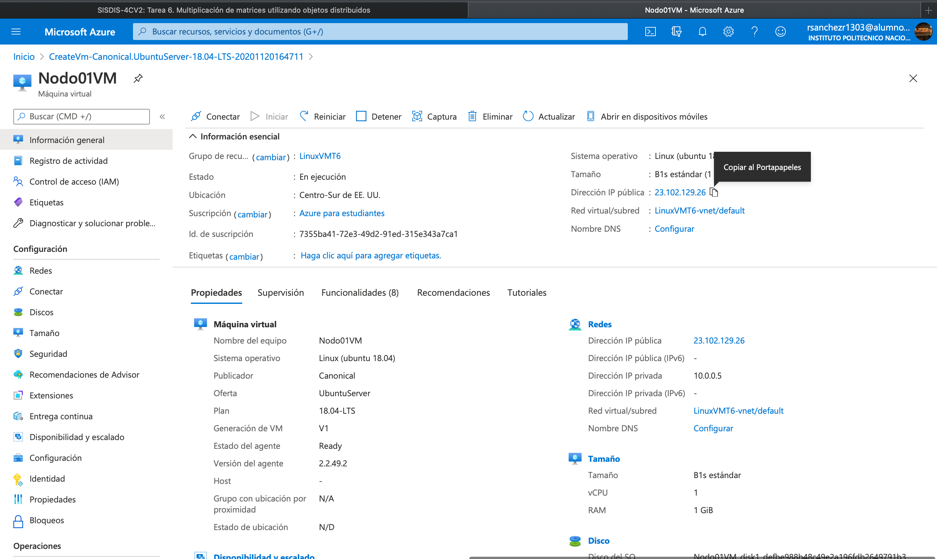 SISDIS-4CV2: Tarea 6. Multiplicación de matrices utilizando objetos distribuidos
Nodo01VM - Microsoft Azure
Microsoft Azure
Buscar recursos, servicios y documentos (G+/)
rsanchezr1303@alumno...
INSTITUTO POLITECNICO NACIO...
Inicio > CreateVm-Canonical.UbuntuServer-18.04-LTS-20201120164711 >
Nodo01VM
Máquina virtual
Buscar (CMD +/)
«
Información general
Registro de actividad
Control de acceso (IAM)
Etiquetas
Diagnosticar y solucionar proble...
Configuración
Redes
Conectar
Discos
Tamaño
Seguridad
Recomendaciones de Advisor
Extensiones
Entrega continua
Disponibilidad y escalado
Configuración
Identidad
Propiedades
Bloqueos
Operaciones
Conectar Iniciar Reiniciar Detener Captura Eliminar Actualizar Abrir en dispositivos móviles
Información esencial
Grupo de recu... (cambiar) : LinuxVMT6
Estado : En ejecución
Ubicación : Centro-Sur de EE. UU.
Suscripción (cambiar) : Azure para estudiantes
Id. de suscripción : 7355ba41-72e3-49d2-91ed-315e343a7ca1
Etiquetas (cambiar) : Haga clic aquí para agregar etiquetas.
Sistema operativo : Linux (ubuntu 1
Tamaño : B1s estándar (1
Copiar al Portapapeles
Dirección IP pública : 23.102.129.26
Red virtual/subred : LinuxVMT6-vnet/default
Nombre DNS : Configurar
Propiedades Supervisión Funcionalidades (8) Recomendaciones Tutoriales
Máquina virtual
Nombre del equipo Nodo01VM
Sistema operativo Linux (ubuntu 18.04)
Publicador Canonical
Oferta UbuntuServer
Plan 18.04-LTS
Generación de VM V1
Estado del agente Ready
Versión del agente 2.2.49.2
Host -
Grupo con ubicación por proximidad N/A
Estado de ubicación N/D
Disponibilidad y escalado
Redes
Dirección IP pública 23.102.129.26
Dirección IP pública (IPv6) -
Dirección IP privada 10.0.0.5
Dirección IP privada (IPv6) -
Red virtual/subred LinuxVMT6-vnet/default
Nombre DNS Configurar
Tamaño
Tamaño B1s estándar
vCPU 1
RAM 1 GiB
Disco
Disco del SO